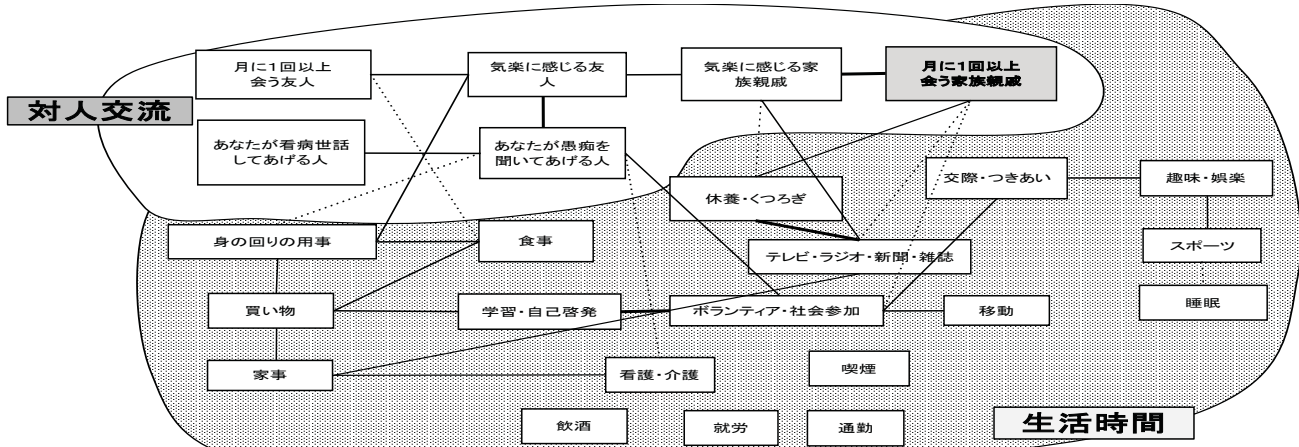 月に1回以上
会う友人
気楽に感じる友
人
気楽に感じる家
族親戚
月に1回以上
会う家族親戚
対人交流
あなたが看病世話
してあげる人
あなたが愚痴を
聞いてあげる人
交際・つきあい
趣味・娯楽
休養・くつろぎ
身の回りの用事
食事
スポーツ
テレビ・ラジオ・新聞・雑誌
睡眠
買い物
学習・自己啓発
ボランティア・社会参加
移動
家事
看護・介護
喫煙
飲酒
就労
通勤
生活時間